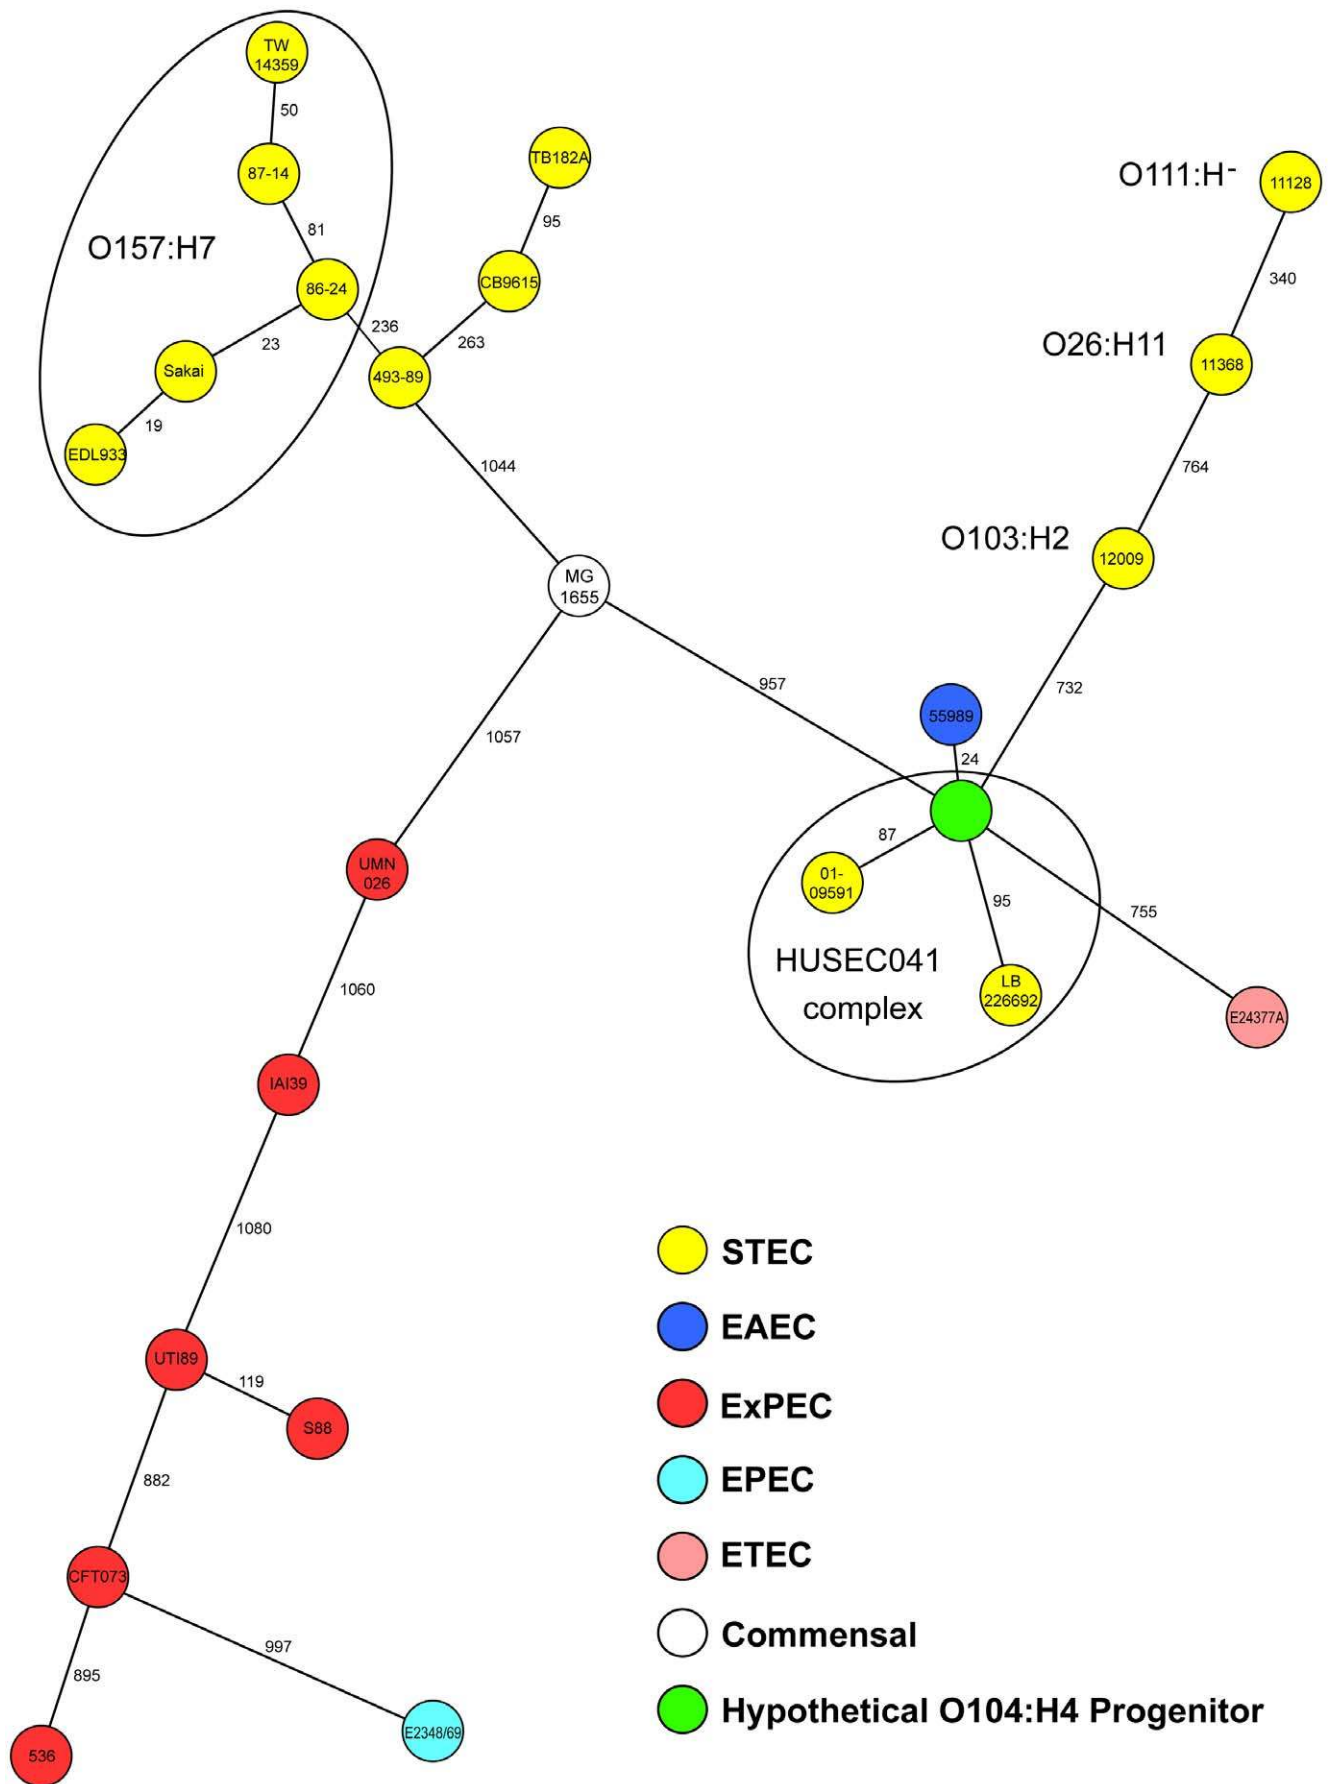 TW
14359
50
87-14
81
O157:H7
86-24
23
Sakai
19
EDL933
236
493-89
263
CB9615
95
TB182A
1044
MG
1655
O111:H-
11128
340
O26:H11
11368
764
O103:H2
12009
732
957
55989
24
87
01-
09591
95
LB
226692
HUSEC041
complex
755
E24377A
1057
UMN
026
1060
IAI39
1080
UTI89
119
S88
882
CFT073
997
E2348/69
895
536
STEC
EAEC
ExPEC
EPEC
ETEC
Commensal
Hypothetical O104:H4 Progenitor